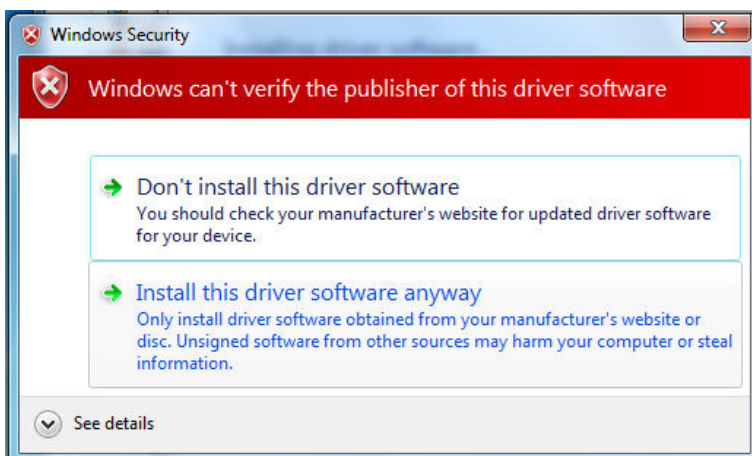 Windows Security
Windows can't verify the publisher of this driver software
Don't install this driver software
You should check your manufacturer's website for updated driver software
for your device.
Install this driver software anyway
Only install driver software obtained from your manufacturer's website or
disc. Unsigned software from other sources may harm your computer or steal
information.
See details